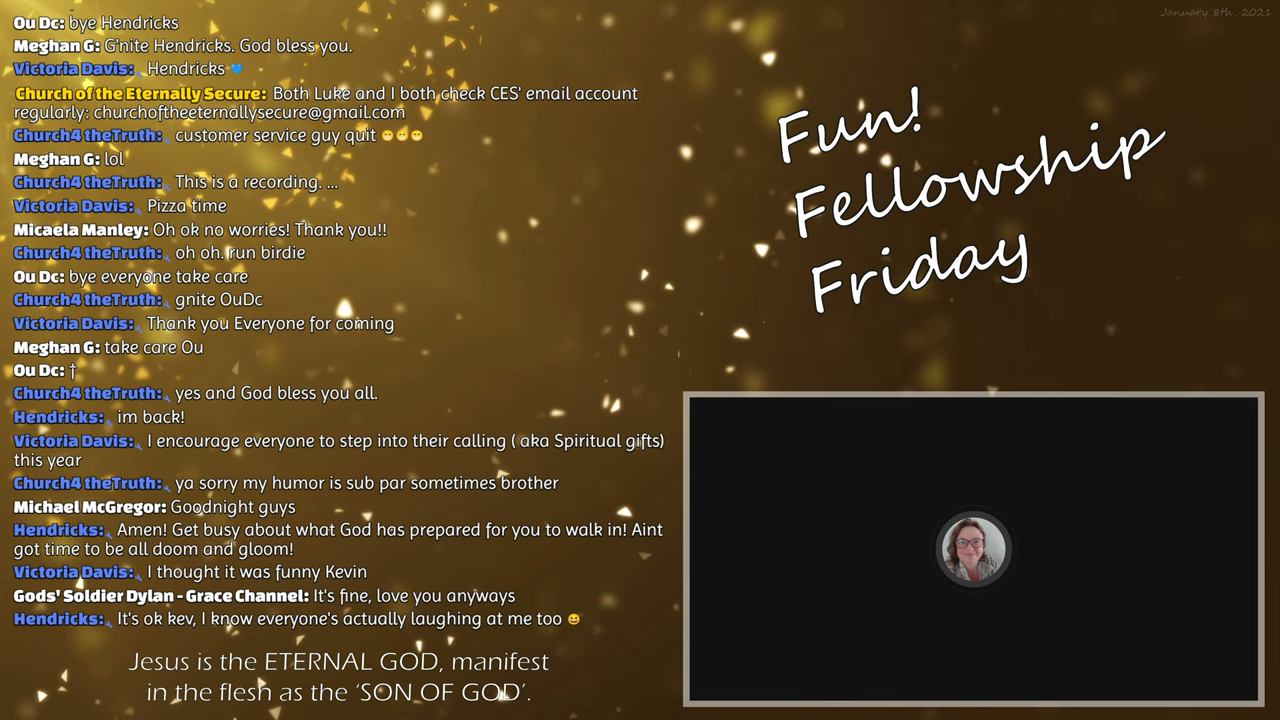 Ou Dc: bye Hendricks
Meghan G: G'nite Hendricks. God bless you.
Victoria Davis: Hendricks 💙
Church of the Eternally Secure: Both Luke and I both check CES' email account
regularly: churchoftheeternallysecure@gmail.com
Church4 theTruth: customer service guy quit 😬😬😬
Meghan G: lol
Church4 theTruth: This is a recording. ...
Victoria Davis: Pizza time
Micaela Manley: Oh ok no worries! Thank you!!
Church4 theTruth: oh oh. run birdie
Ou Dc: bye everyone take care
Church4 theTruth: gnite OuDc
Victoria Davis: Thank you Everyone for coming
Meghan G: take care Ou
Ou Dc: †
Church4 theTruth: yes and God bless you all.
Hendricks: im back!
Victoria Davis: I encourage everyone to step into their calling ( aka Spiritual gifts)
this year
Church4 theTruth: ya sorry my humor is sub par sometimes brother
Michael McGregor: Goodnight guys
Hendricks: Amen! Get busy about what God has prepared for you to walk in! Aint
got time to be all doom and gloom!
Victoria Davis: I thought it was funny Kevin
Gods' Soldier Dylan - Grace Channel: It's fine, love you anyways
Hendricks: It's ok kev, I know everyone's actually laughing at me too 😆
Jesus is the ETERNAL GOD, manifest
in the flesh as the ‘SON OF GOD’.
January 8th, 2021
Fun!
Fellowship
Friday